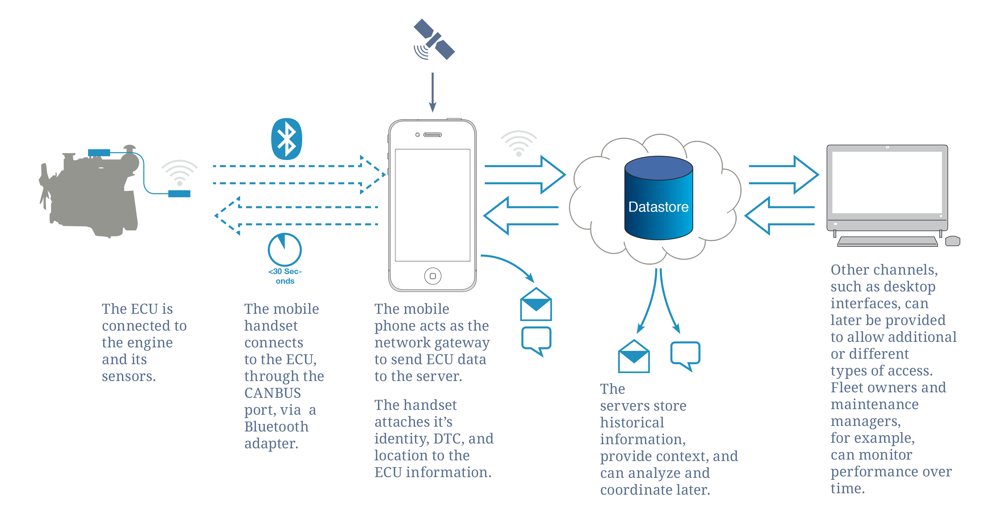 Datastore
<30 Sec-
onds
The ECU is
connected to
the engine
and its
sensors.
The mobile
handset
connects
to the ECU,
through the
CANBUS
port, via  a
Bluetooth
adapter.
The mobile
phone acts as the
network gateway
to send ECU data
to the server.
The handset
attaches it’s
identity, DTC, and
location to the
ECU information.
The
servers store
historical
information,
provide context, and
can analyze and
coordinate later.
Other channels,
such as desktop
interfaces, can
later be provided
to allow additional
or different
types of access.
Fleet owners and
maintenance
managers,
for example,
can monitor
performance over
time.